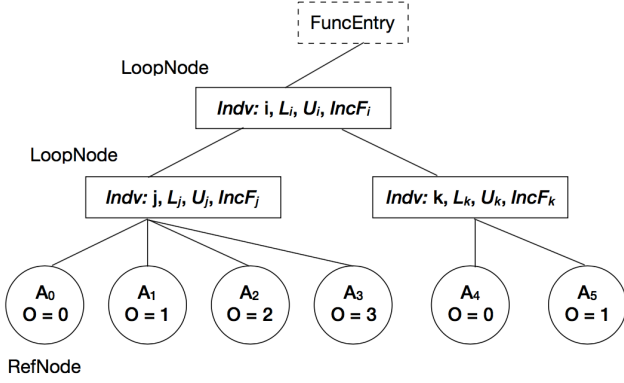 FuncEntry
LoopNode
Indv: i, Lᵢ, Uᵢ, IncFᵢ
LoopNode
Indv: j, Lⱼ, Uⱼ, IncFⱼ
Indv: k, Lₖ, Uₖ, IncFₖ
A₀
O = 0
A₁
O = 1
A₂
O = 2
A₃
O = 3
A₄
O = 0
A₅
O = 1
RefNode